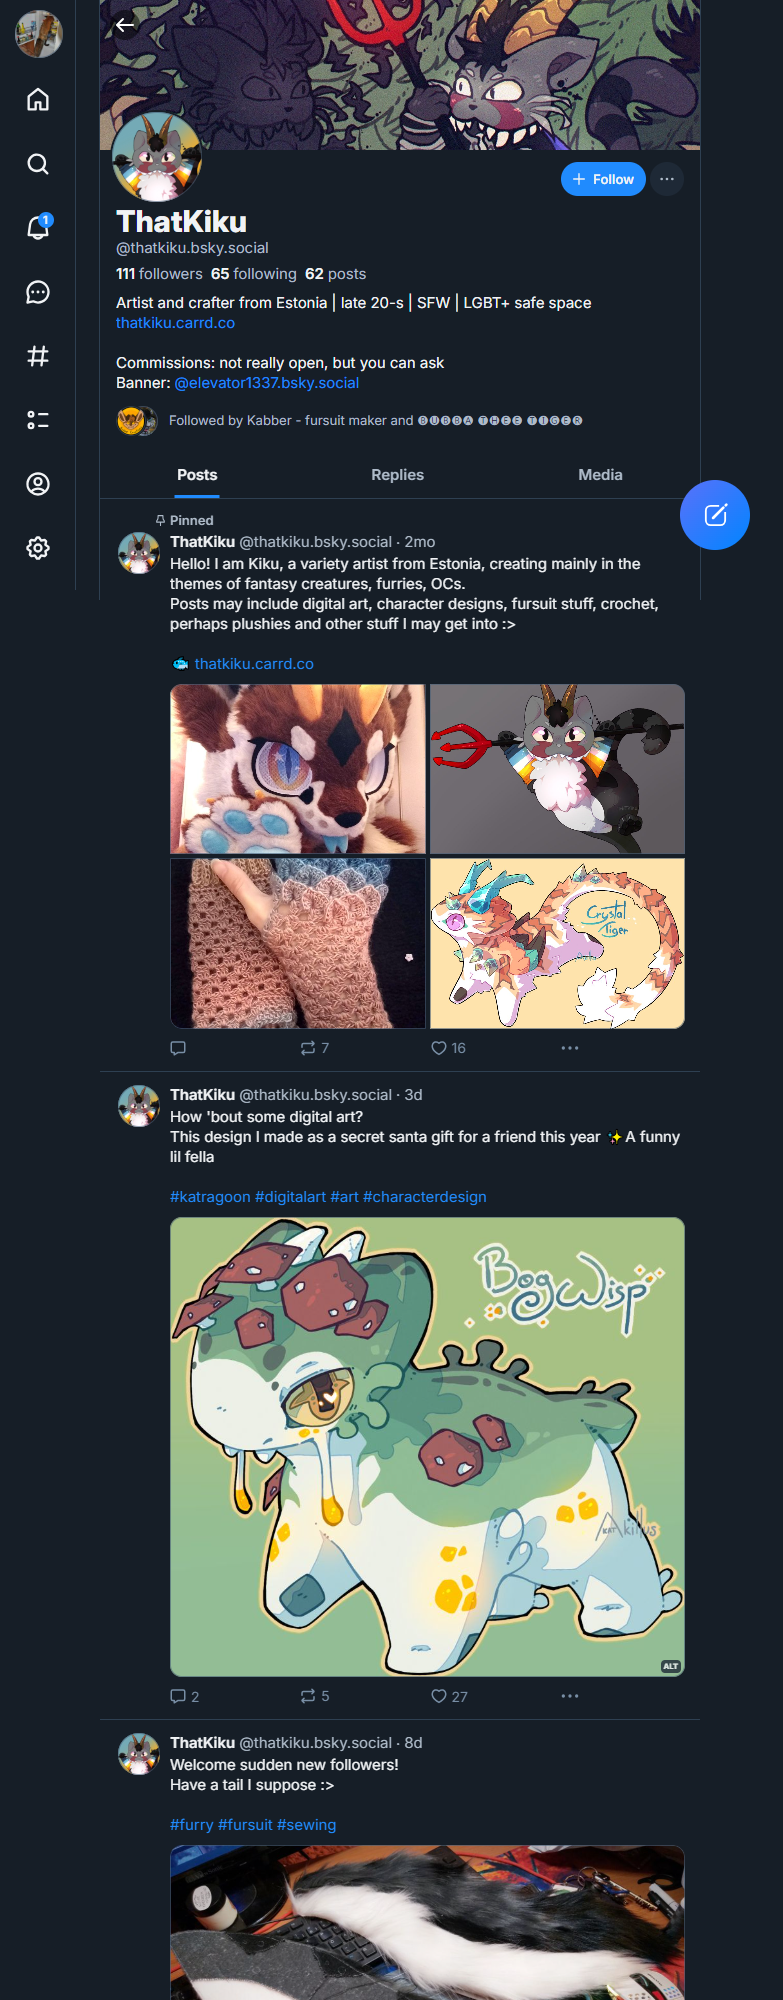 1
Follow
ThatKiku
@thatkiku.bsky.social
111 followers 65 following 62 posts
Artist and crafter from Estonia | late 20-s | SFW | LGBT+ safe space
thatkiku.carrd.co
Commissions: not really open, but you can ask
Banner: @elevator1337.bsky.social
Followed by Kabber - fursuit maker and 🅑🅤🅑🅑🅐 🅣🅗🅔🅔 🅣🅘🅖🅔🅡
Posts Replies Media
Pinned
ThatKiku @thatkiku.bsky.social · 2mo
Hello! I am Kiku, a variety artist from Estonia, creating mainly in the
themes of fantasy creatures, furries, OCs.
Posts may include digital art, character designs, fursuit stuff, crochet,
perhaps plushies and other stuff I may get into :>
🐟 thatkiku.carrd.co
Crystal
Tiger
7 16
ThatKiku @thatkiku.bsky.social · 3d
How 'bout some digital art?
This design I made as a secret santa gift for a friend this year ✨ A funny
lil fella
#katragoon #digitalart #art #characterdesign
BogWisp
KAT Akillus
ALT
2 5 27
ThatKiku @thatkiku.bsky.social · 8d
Welcome sudden new followers!
Have a tail I suppose :>
#furry #fursuit #sewing